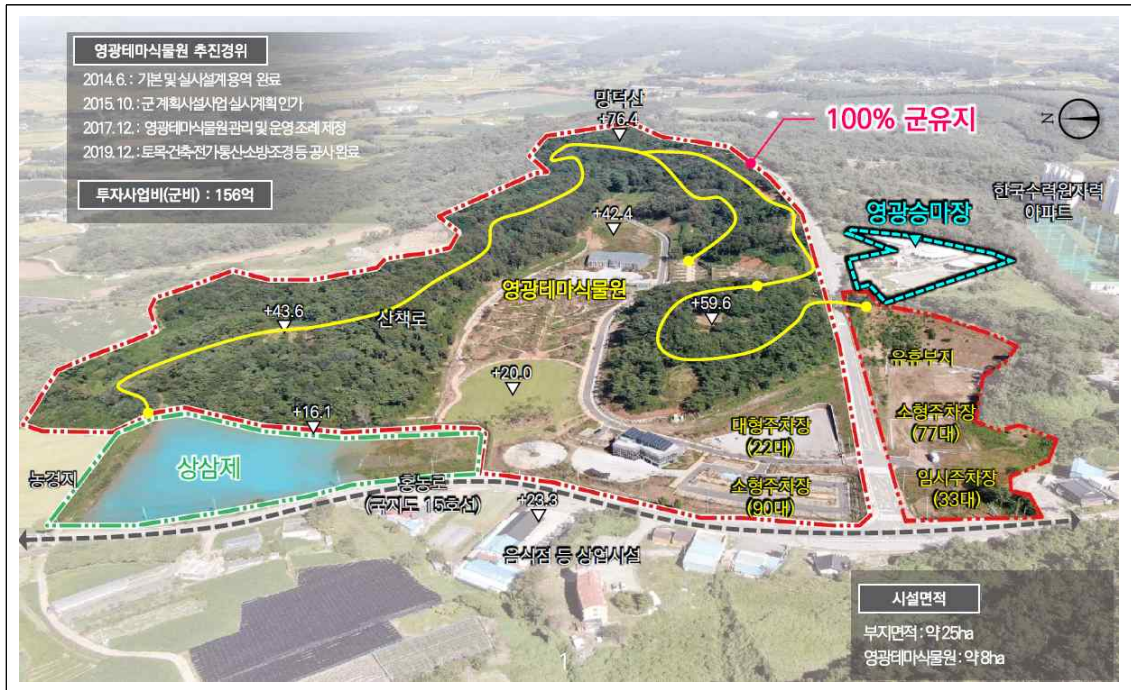 영광테마식물원 추진경위
2014.6. : 기본 및 실시설계용역 완료
2015.10. : 군 계획시설사업 실시계획 인가
2017.12. : 영광테마식물원 관리 및 운영 조례 제정
2019.12. : 토목·건축·전기·통신·소방·조경 등 공사 완료
투자사업비(군비) : 156억
망덕산
+76.4
100% 군유지
N
한국수력원자력
아파트
영광승마장
+42.4
영광테마식물원
+59.6
+43.6
산책로
유휴부지
+20.0
소형주차장
(77대)
+16.1
대형주차장
(22대)
상삼제
농경지
홍농로
(국지도 15호선)
+23.3
소형주차장
(90대)
임시주차장
(33대)
음식점 등 상업시설
시설면적
부지면적 : 약 25ha
영광테마식물원 : 약 8ha
1